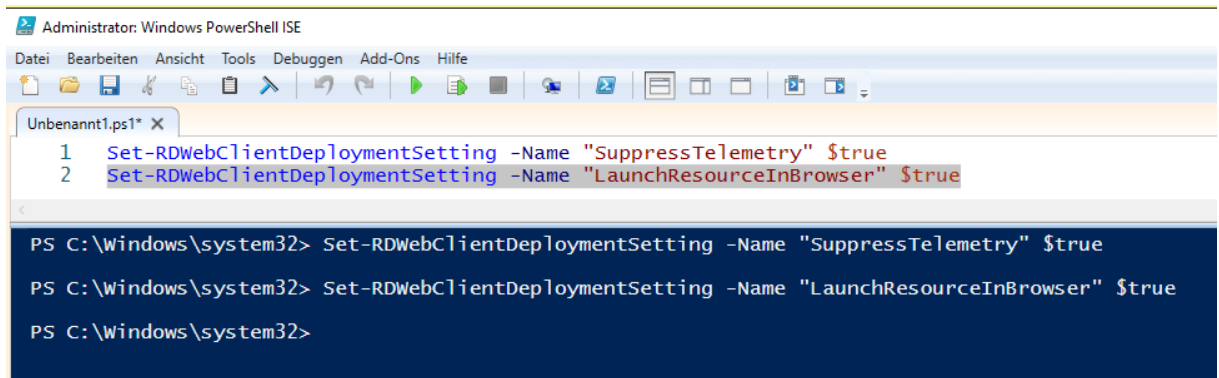 Administrator: Windows PowerShell ISE
Datei Bearbeiten Ansicht Tools Debuggen Add-Ons Hilfe
Unbenannt1.ps1* X
1 Set-RDWebClientDeploymentSetting -Name "SuppressTelemetry" $true
2 Set-RDWebClientDeploymentSetting -Name "LaunchResourceInBrowser" $true
PS C:\Windows\system32> Set-RDWebClientDeploymentSetting -Name "SuppressTelemetry" $true
PS C:\Windows\system32> Set-RDWebClientDeploymentSetting -Name "LaunchResourceInBrowser" $true
PS C:\Windows\system32>